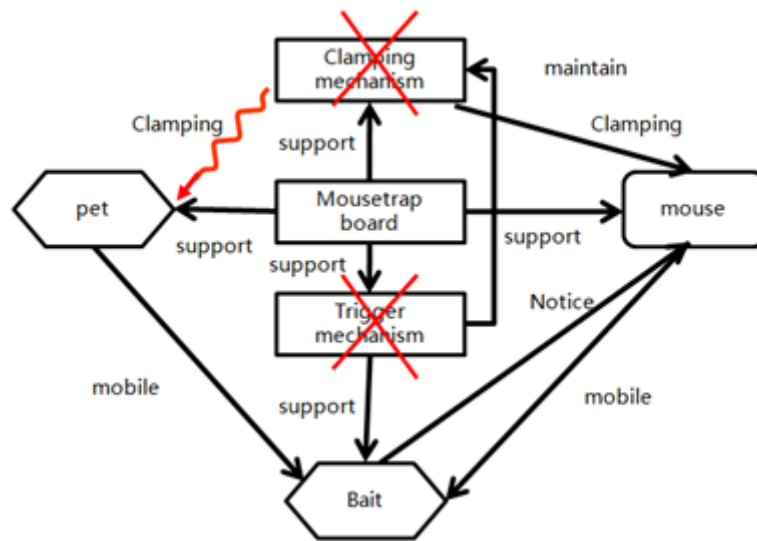 Clamping
mechanism
maintain
Clamping
Clamping
support
pet
Mousetrap
board
mouse
support
support
support
Trigger
mechanism
Notice
mobile
support
mobile
Bait